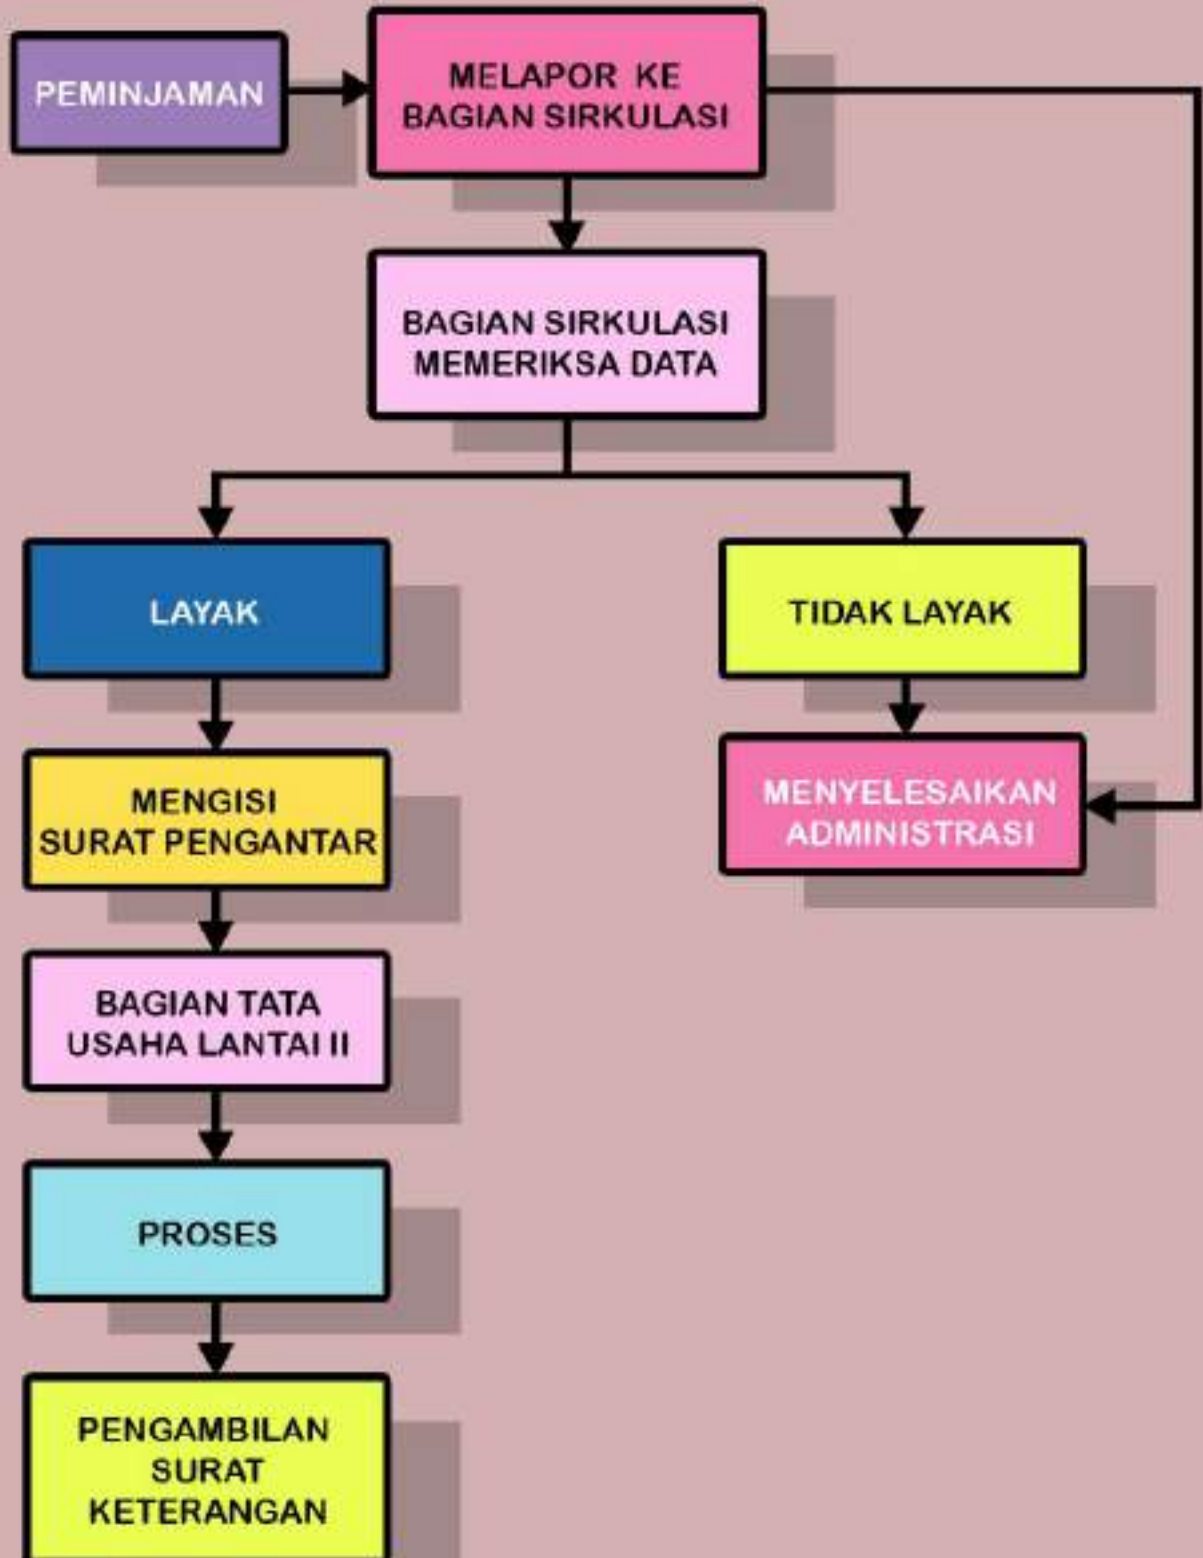 PEMINJAMAN
MELAPOR KE
BAGIAN SIRKULASI
BAGIAN SIRKULASI
MEMERIKSA DATA
LAYAK
TIDAK LAYAK
MENGISI
SURAT PENGANTAR
MENYELESAIKAN
ADMINISTRASI
BAGIAN TATA
USAHA LANTAI II
PROSES
PENGAMBILAN
SURAT
KETERANGAN